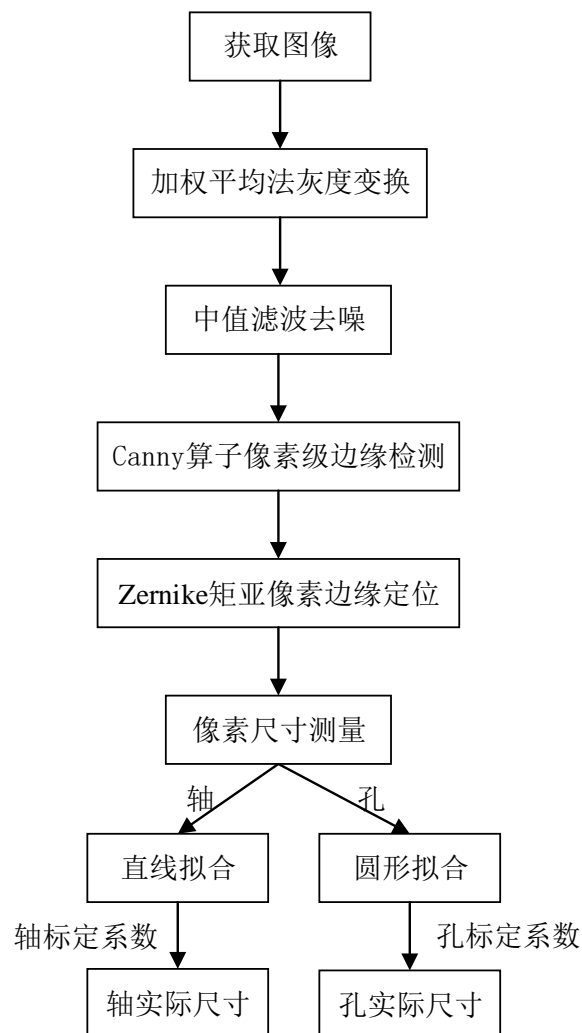 获取图像
加权平均法灰度变换
中值滤波去噪
Canny算子像素级边缘检测
Zernike矩亚像素边缘定位
像素尺寸测量
轴
孔
直线拟合
圆形拟合
轴标定系数
孔标定系数
轴实际尺寸
孔实际尺寸